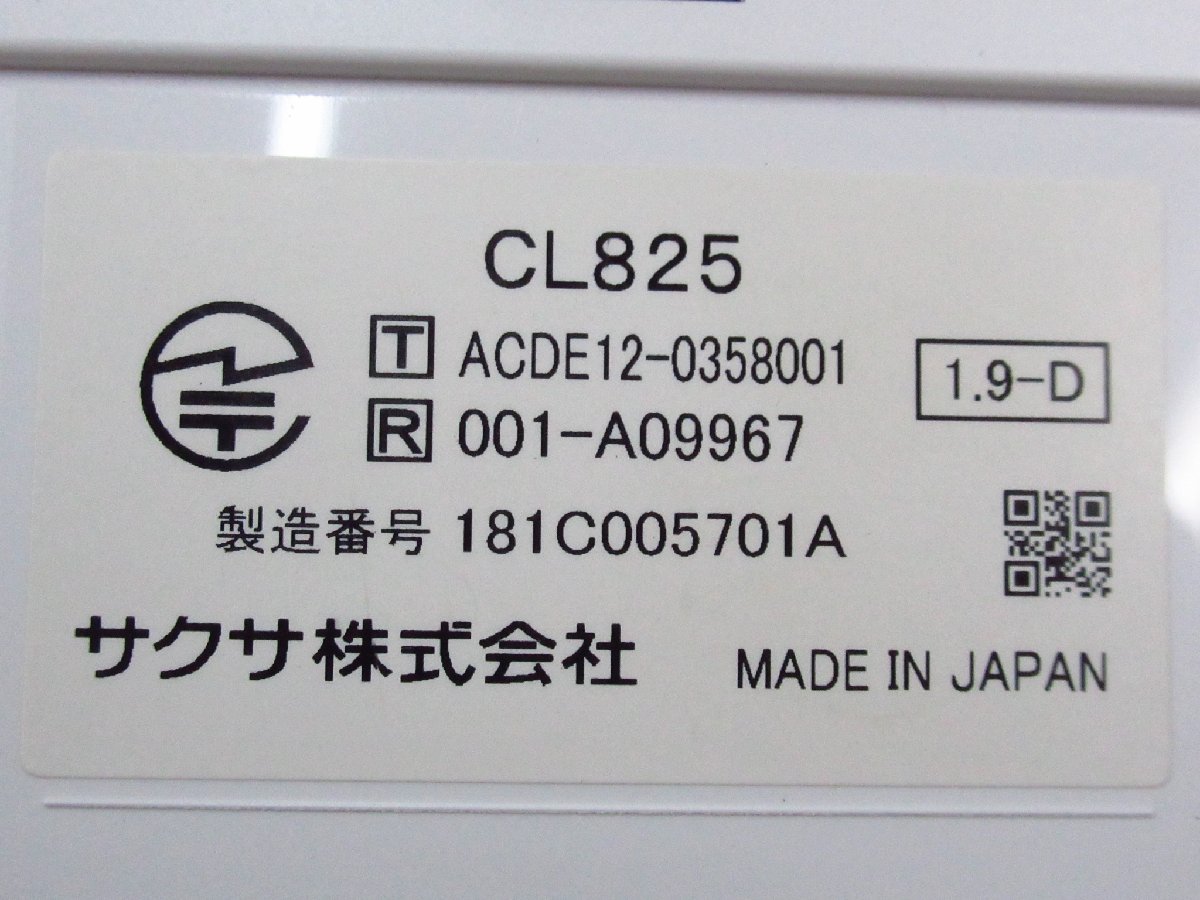 CL825
T ACDE12-0358001
1.9-D
R 001-A09967
製造番号 181C005701A
サクサ株式会社
MADE IN JAPAN